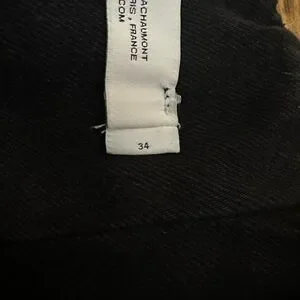 ACHAUMONT
RIS, FRANCE
COM
34